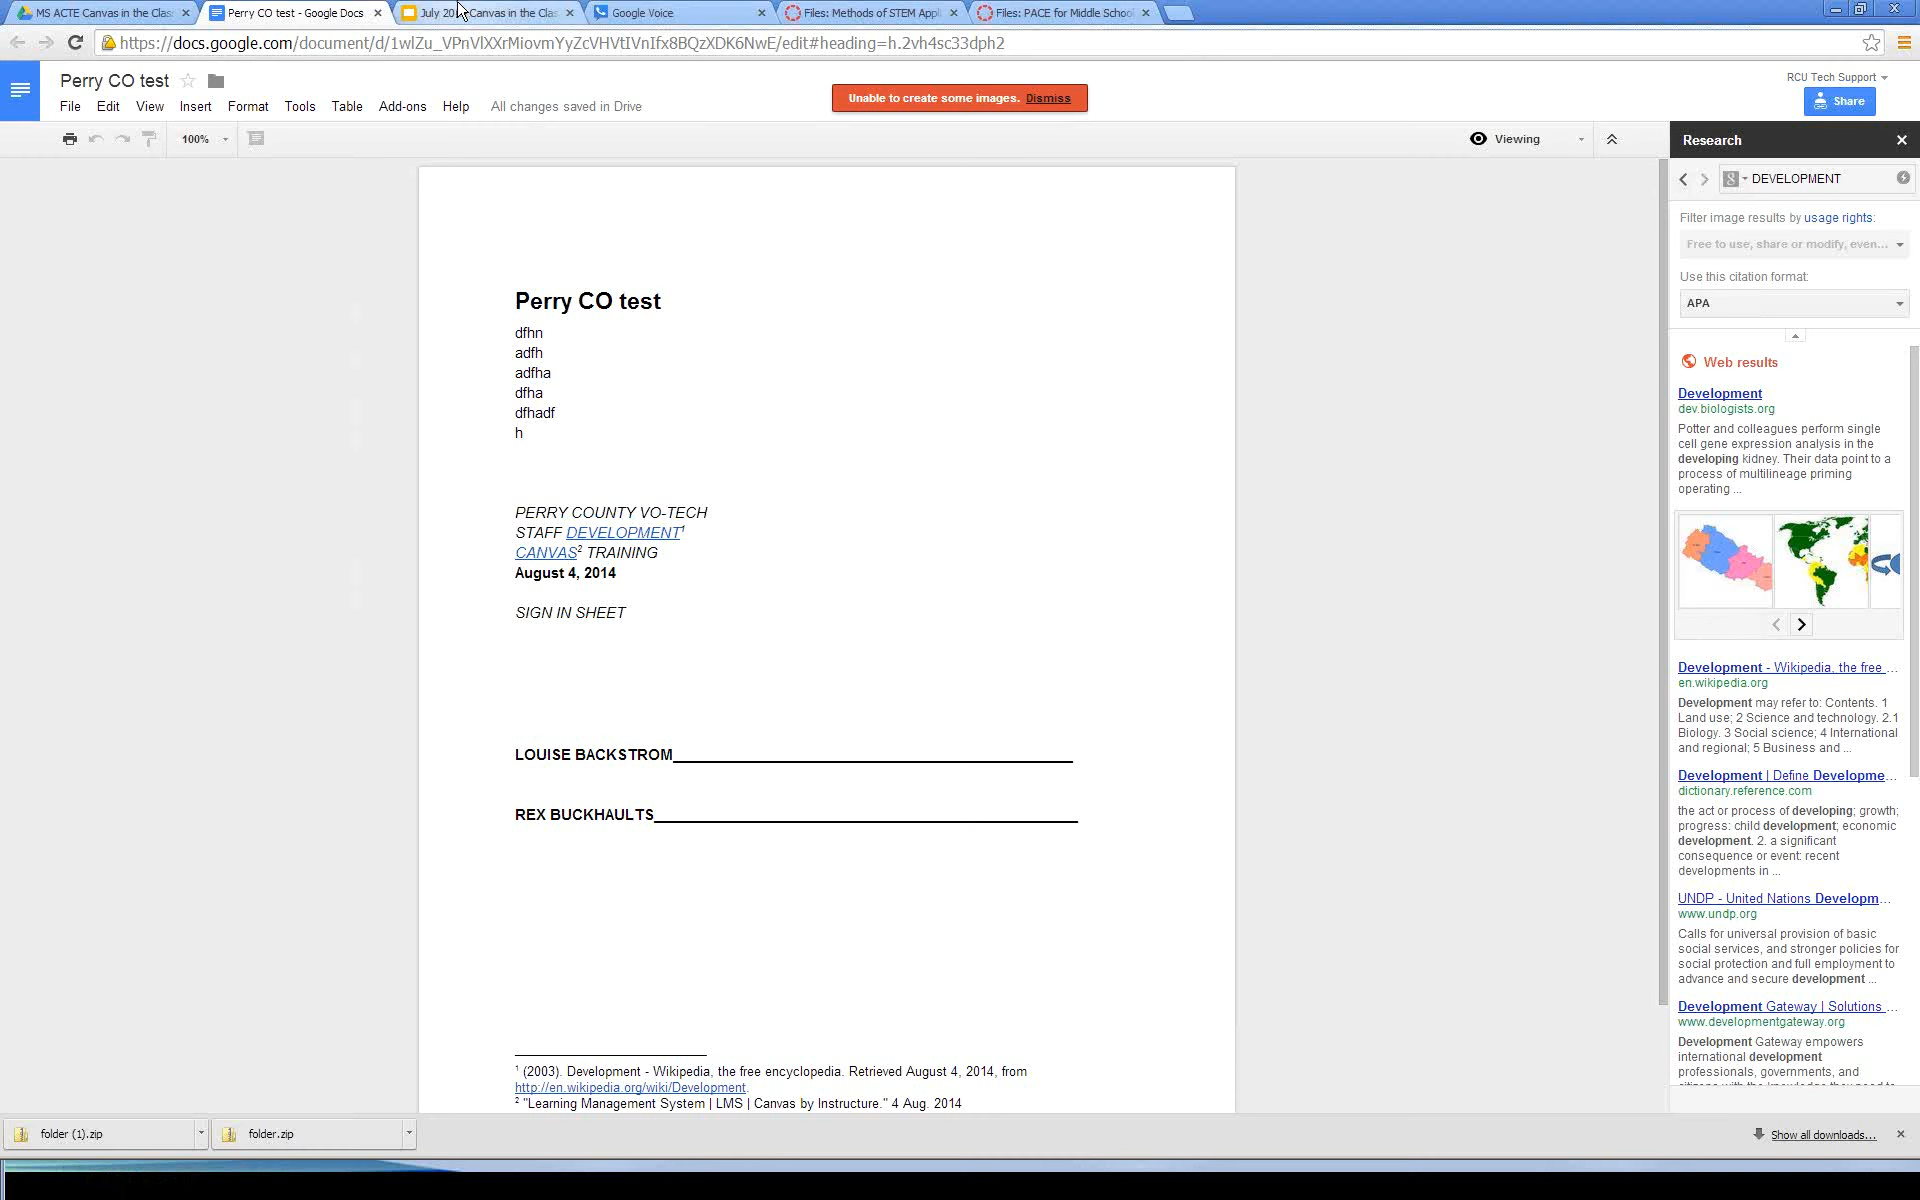 MS ACTE Canvas in the Clas
Perry CO test - Google Docs
July 20 Canvas in the Clas
Google Voice
Files: Methods of STEM Appl
Files: PACE for Middle School
https://docs.google.com/document/d/1wlZu_VPnVlXXrMiovmYyZcVHVtIVnIfx8BQzXDK6NwE/edit#heading=h.2vh4sc33dph2
Perry CO test
RCU Tech Support
Unable to create some images. Dismiss
Share
File Edit View Insert Format Tools Table Add-ons Help All changes saved in Drive
100%
Viewing
Research
DEVELOPMENT
Filter image results by usage rights:
Free to use, share or modify, even...
Use this citation format:
APA
Web results
Development
dev.biologists.org
Potter and colleagues perform single
cell gene expression analysis in the
developing kidney. Their data point to a
process of multilineage priming
operating ...
Development - Wikipedia, the free ...
en.wikipedia.org
Development may refer to: Contents. 1
Land use; 2 Science and technology. 2.1
Biology. 3 Social science; 4 International
and regional; 5 Business and ...
Development | Define Developme...
dictionary.reference.com
the act or process of developing; growth;
progress: child development; economic
development. 2. a significant
consequence or event: recent
developments in ...
UNDP - United Nations Developm...
www.undp.org
Calls for universal provision of basic
social services, and stronger policies for
social protection and full employment to
advance and secure development ...
Development Gateway | Solutions ...
www.developmentgateway.org
Development Gateway empowers
international development
professionals, governments, and
Perry CO test
dfhn
adfh
adfha
dfha
dfhadf
h
PERRY COUNTY VO-TECH
STAFF DEVELOPMENT1
CANVAS2 TRAINING
August 4, 2014
SIGN IN SHEET
LOUISE BACKSTROM
REX BUCKHAULTS
1 (2003). Development - Wikipedia, the free encyclopedia. Retrieved August 4, 2014, from
http://en.wikipedia.org/wiki/Development.
2 "Learning Management System | LMS | Canvas by Instructure." 4 Aug. 2014
folder (1).zip
folder.zip
Show all downloads...